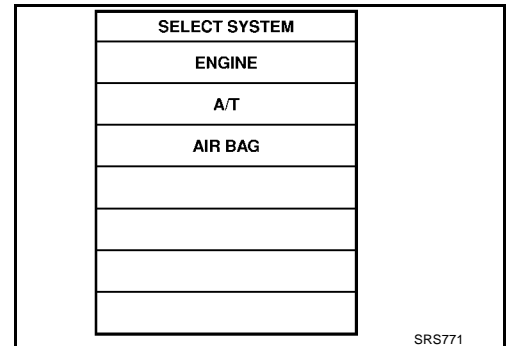 SELECT SYSTEM
ENGINE
A/T
AIR BAG
SRS771